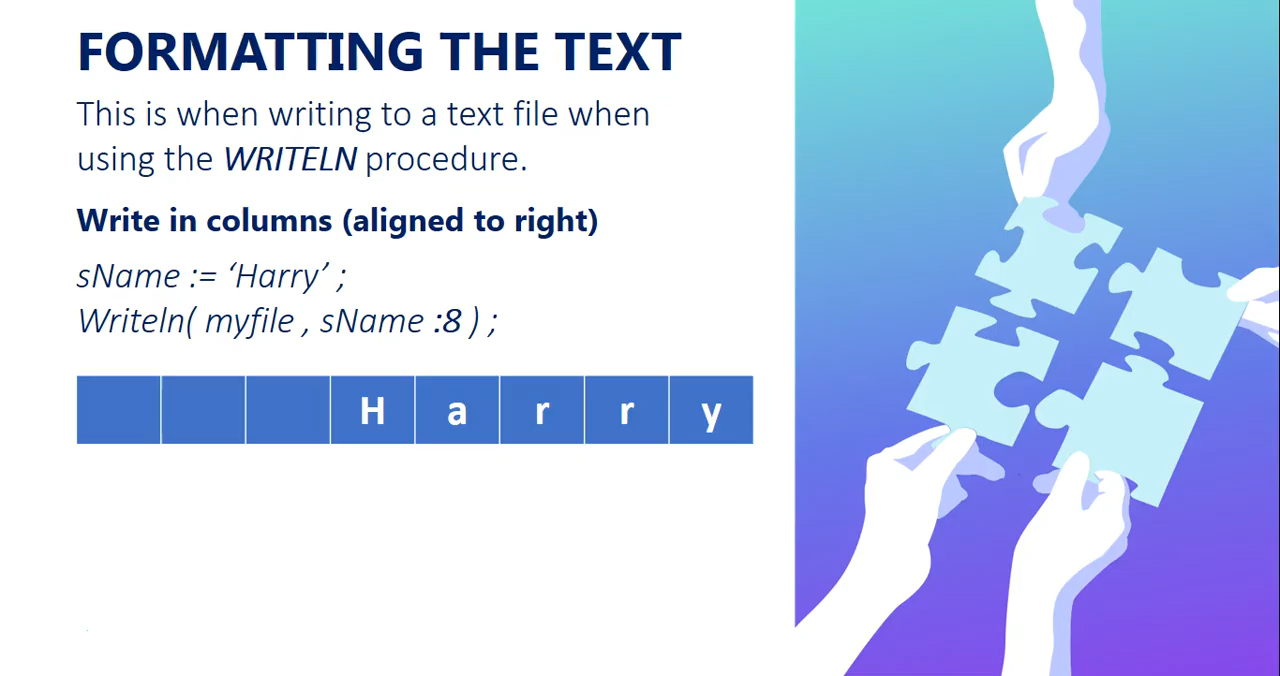 FORMATTING THE TEXT
This is when writing to a text file when
using the WRITELN procedure.
Write in columns (aligned to right)
sName := ‘Harry’ ;
Writeln( myfile , sName :8 ) ;
H a r r y